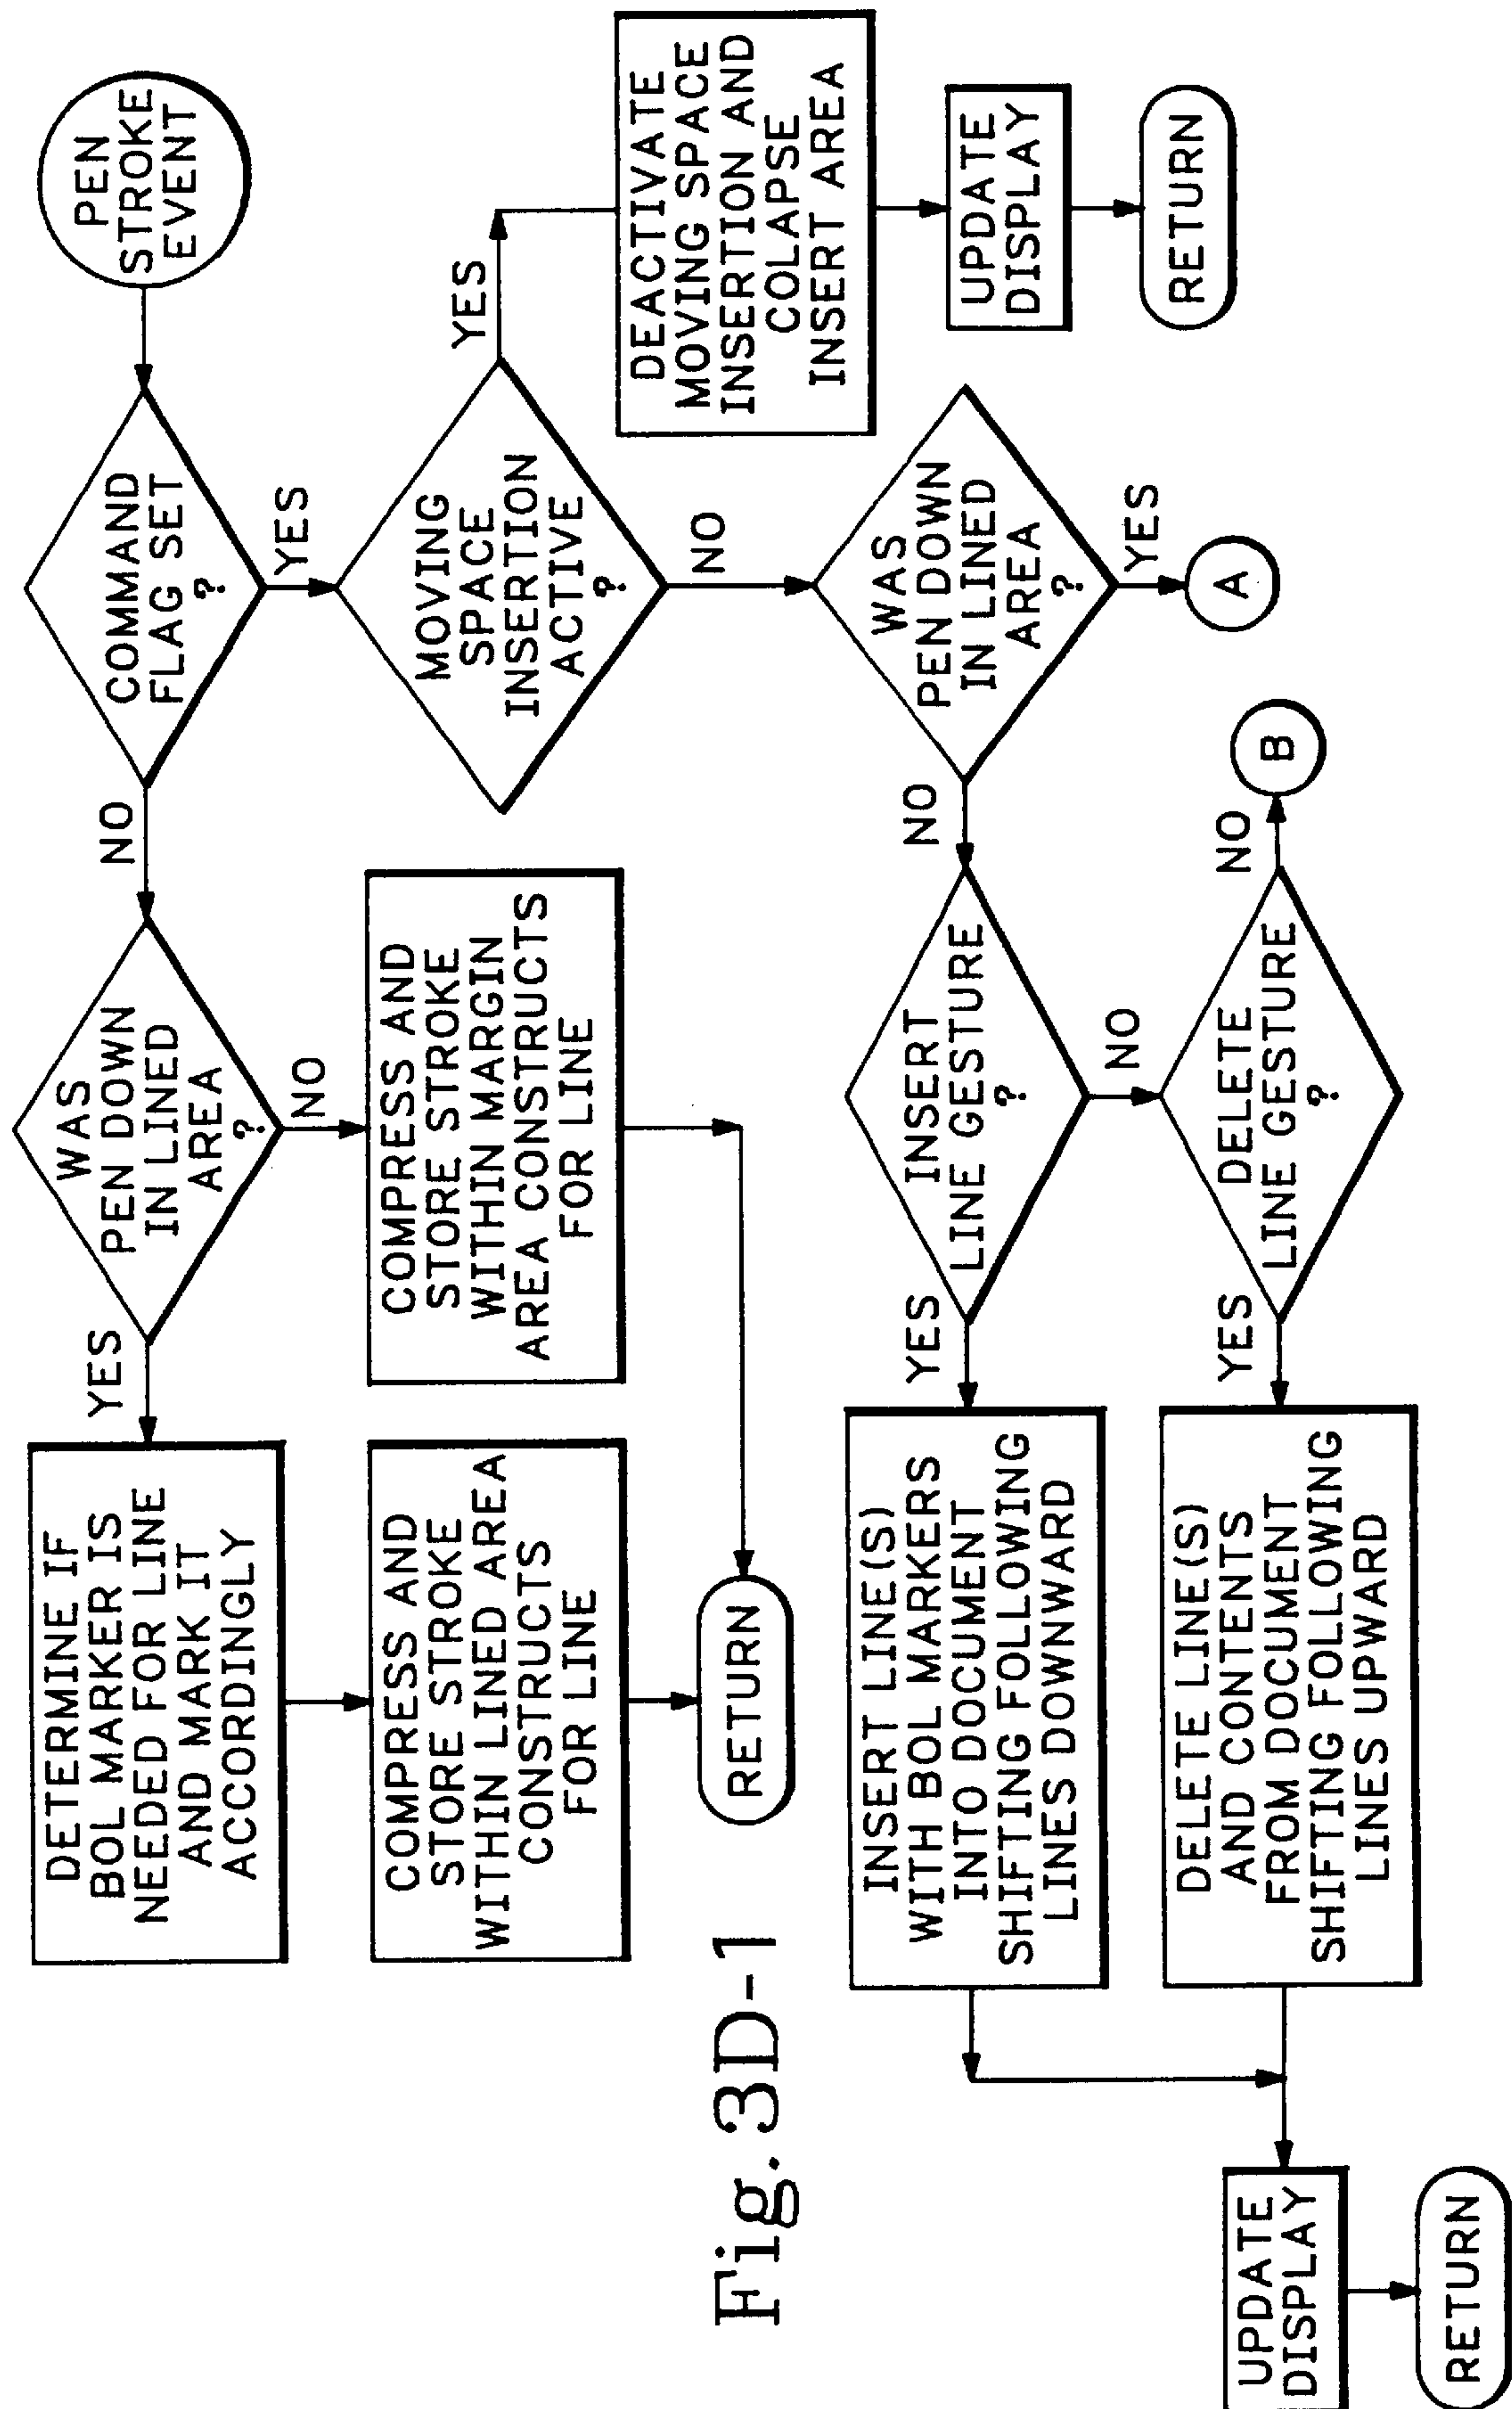 PEN
STROKE
EVENT
COMMAND
FLAG SET
?
NO
YES
WAS
PEN DOWN
IN LINED
AREA
?
YES
NO
DETERMINE IF
BOL MARKER IS
NEEDED FOR LINE
AND MARK IT
ACCORDINGLY
COMPRESS AND
STORE STROKE
WITHIN LINED AREA
CONSTRUCTS
FOR LINE
COMPRESS AND
STORE STROKE
WITHIN MARGIN
AREA CONSTRUCTS
FOR LINE
RETURN
MOVING
SPACE
INSERTION
ACTIVE
?
YES
NO
DEACTIVATE
MOVING SPACE
INSERTION AND
COLAPSE
INSERT AREA
UPDATE
DISPLAY
RETURN
WAS
PEN DOWN
IN LINED
AREA
?
YES
A
NO
INSERT
LINE GESTURE
?
YES
NO
INSERT LINE(S)
WITH BOL MARKERS
INTO DOCUMENT
SHIFTING FOLLOWING
LINES DOWNWARD
DELETE
LINE GESTURE
?
NO
B
YES
DELETE LINE(S)
AND CONTENTS
FROM DOCUMENT
SHIFTING FOLLOWING
LINES UPWARD
UPDATE
DISPLAY
RETURN
Fig. 3D-1